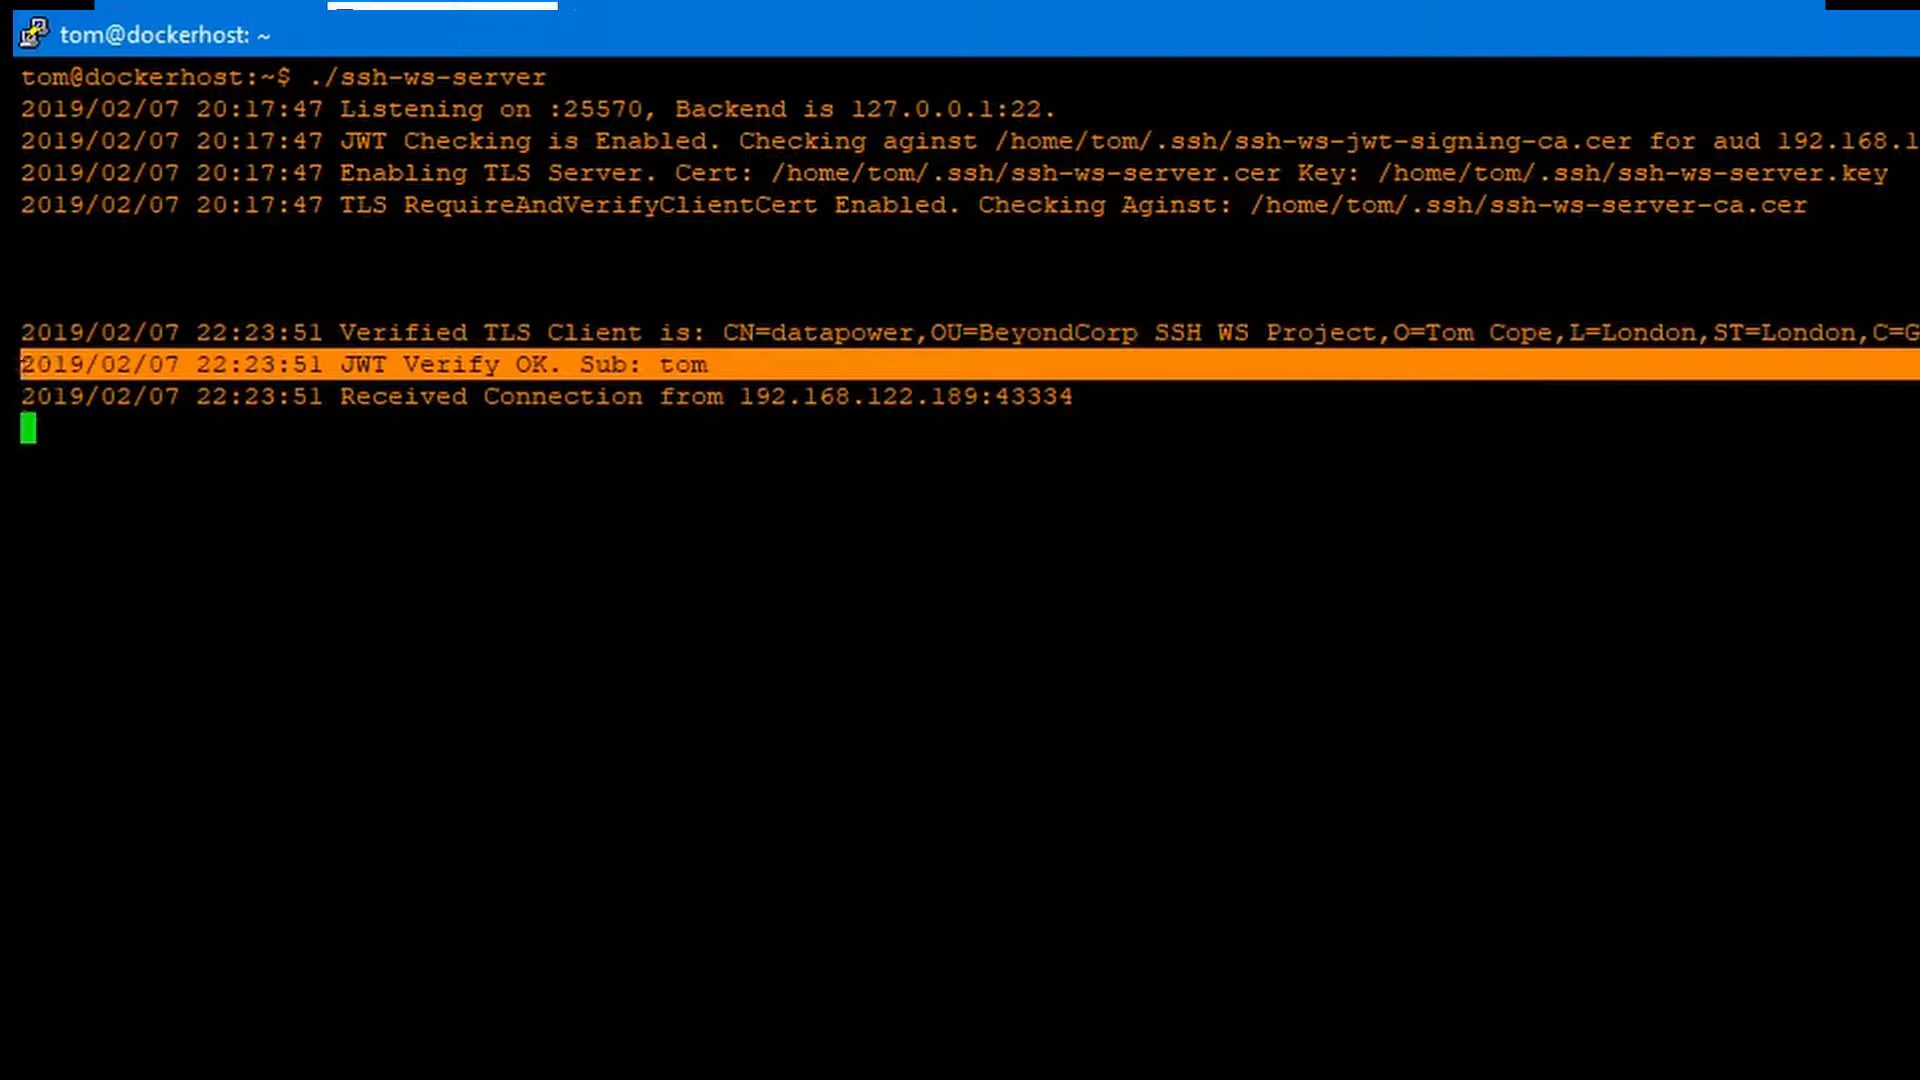 tom@dockerhost: ~
tom@dockerhost:~$ ./ssh-ws-server
2019/02/07 20:17:47 Listening on :25570, Backend is 127.0.0.1:22.
2019/02/07 20:17:47 JWT Checking is Enabled. Checking aginst /home/tom/.ssh/ssh-ws-jwt-signing-ca.cer for aud 192.168.1
2019/02/07 20:17:47 Enabling TLS Server. Cert: /home/tom/.ssh/ssh-ws-server.cer Key: /home/tom/.ssh/ssh-ws-server.key
2019/02/07 20:17:47 TLS RequireAndVerifyClientCert Enabled. Checking Aginst: /home/tom/.ssh/ssh-ws-server-ca.cer
2019/02/07 22:23:51 Verified TLS Client is: CN=datapower,OU=BeyondCorp SSH WS Project,O=Tom Cope,L=London,ST=London,C=G
2019/02/07 22:23:51 JWT Verify OK. Sub: tom
2019/02/07 22:23:51 Received Connection from 192.168.122.189:43334